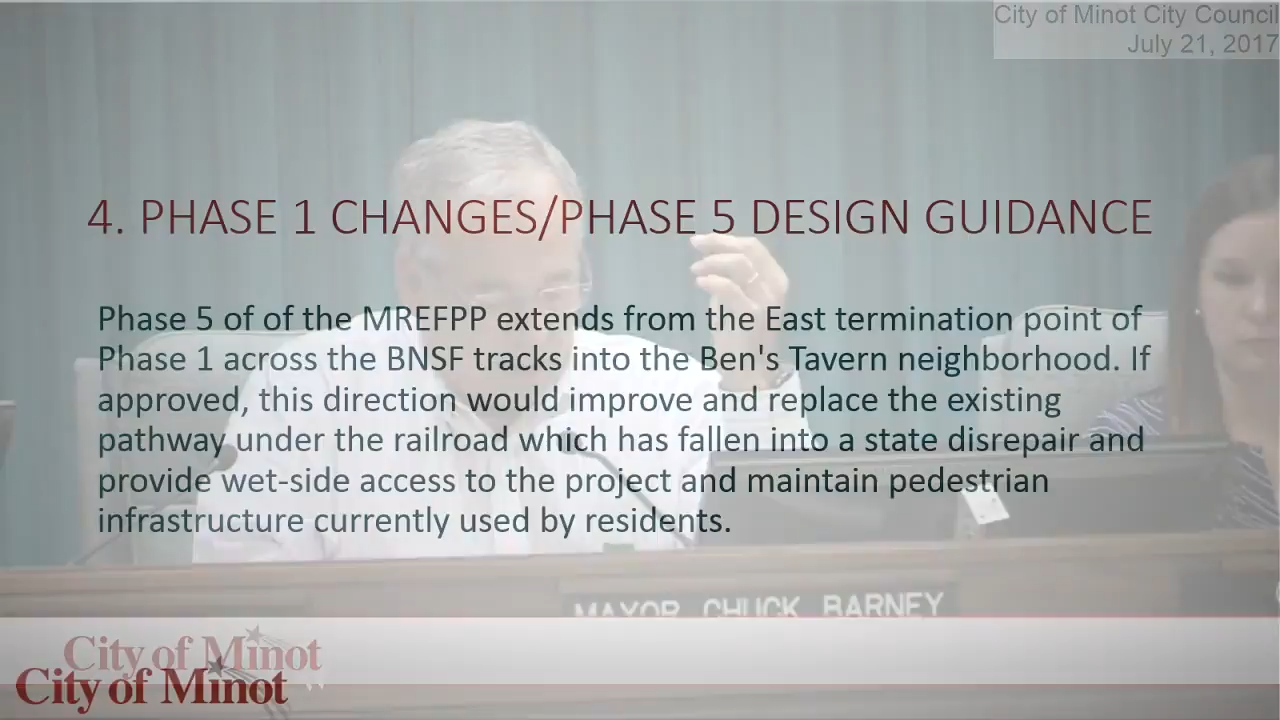 City of Minot City Council
July 21, 2017
4. PHASE 1 CHANGES/PHASE 5 DESIGN GUIDANCE
Phase 5 of of the MREFPP extends from the East termination point of
Phase 1 across the BNSF tracks into the Ben's Tavern neighborhood. If
approved, this direction would improve and replace the existing
pathway under the railroad which has fallen into a state disrepair and
provide wet-side access to the project and maintain pedestrian
infrastructure currently used by residents.
MAYOR CHUCK BARNEY
City of Minot
City of Minot